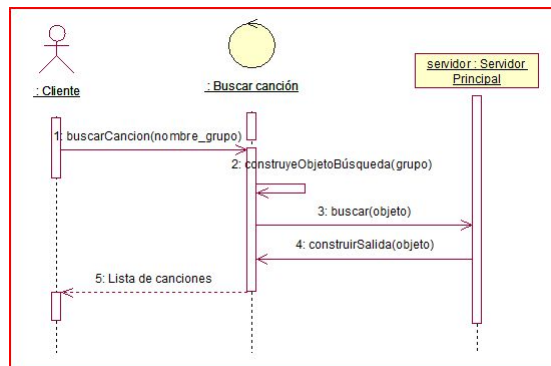 : Cliente
: Buscar canción
servidor : Servidor
Principal
1: buscarCancion(nombre_grupo)
2: construyeObjetoBúsqueda(grupo)
3: buscar(objeto)
4: construirSalida(objeto)
5: Lista de canciones